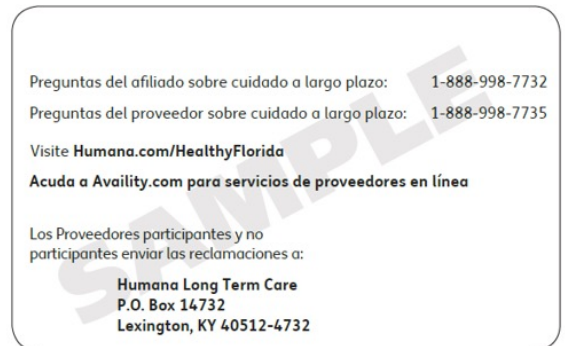 Preguntas del afiliado sobre cuidado a largo plazo: 1-888-998-7732
Preguntas del proveedor sobre cuidado a largo plazo: 1-888-998-7735
Visite Humana.com/HealthyFlorida
Acuda a Availity.com para servicios de proveedores en línea
Los Proveedores participantes y no
participantes enviar las reclamaciones a:
Humana Long Term Care
P.O. Box 14732
Lexington, KY 40512-4732
SAMPLE